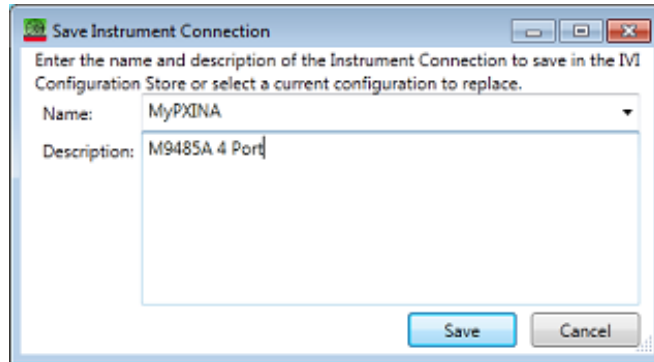 Save Instrument Connection
Enter the name and description of the Instrument Connection to save in the IVI
Configuration Store or select a current configuration to replace.
Name: MyPXINA
Description: M9485A 4 Port
Save Cancel